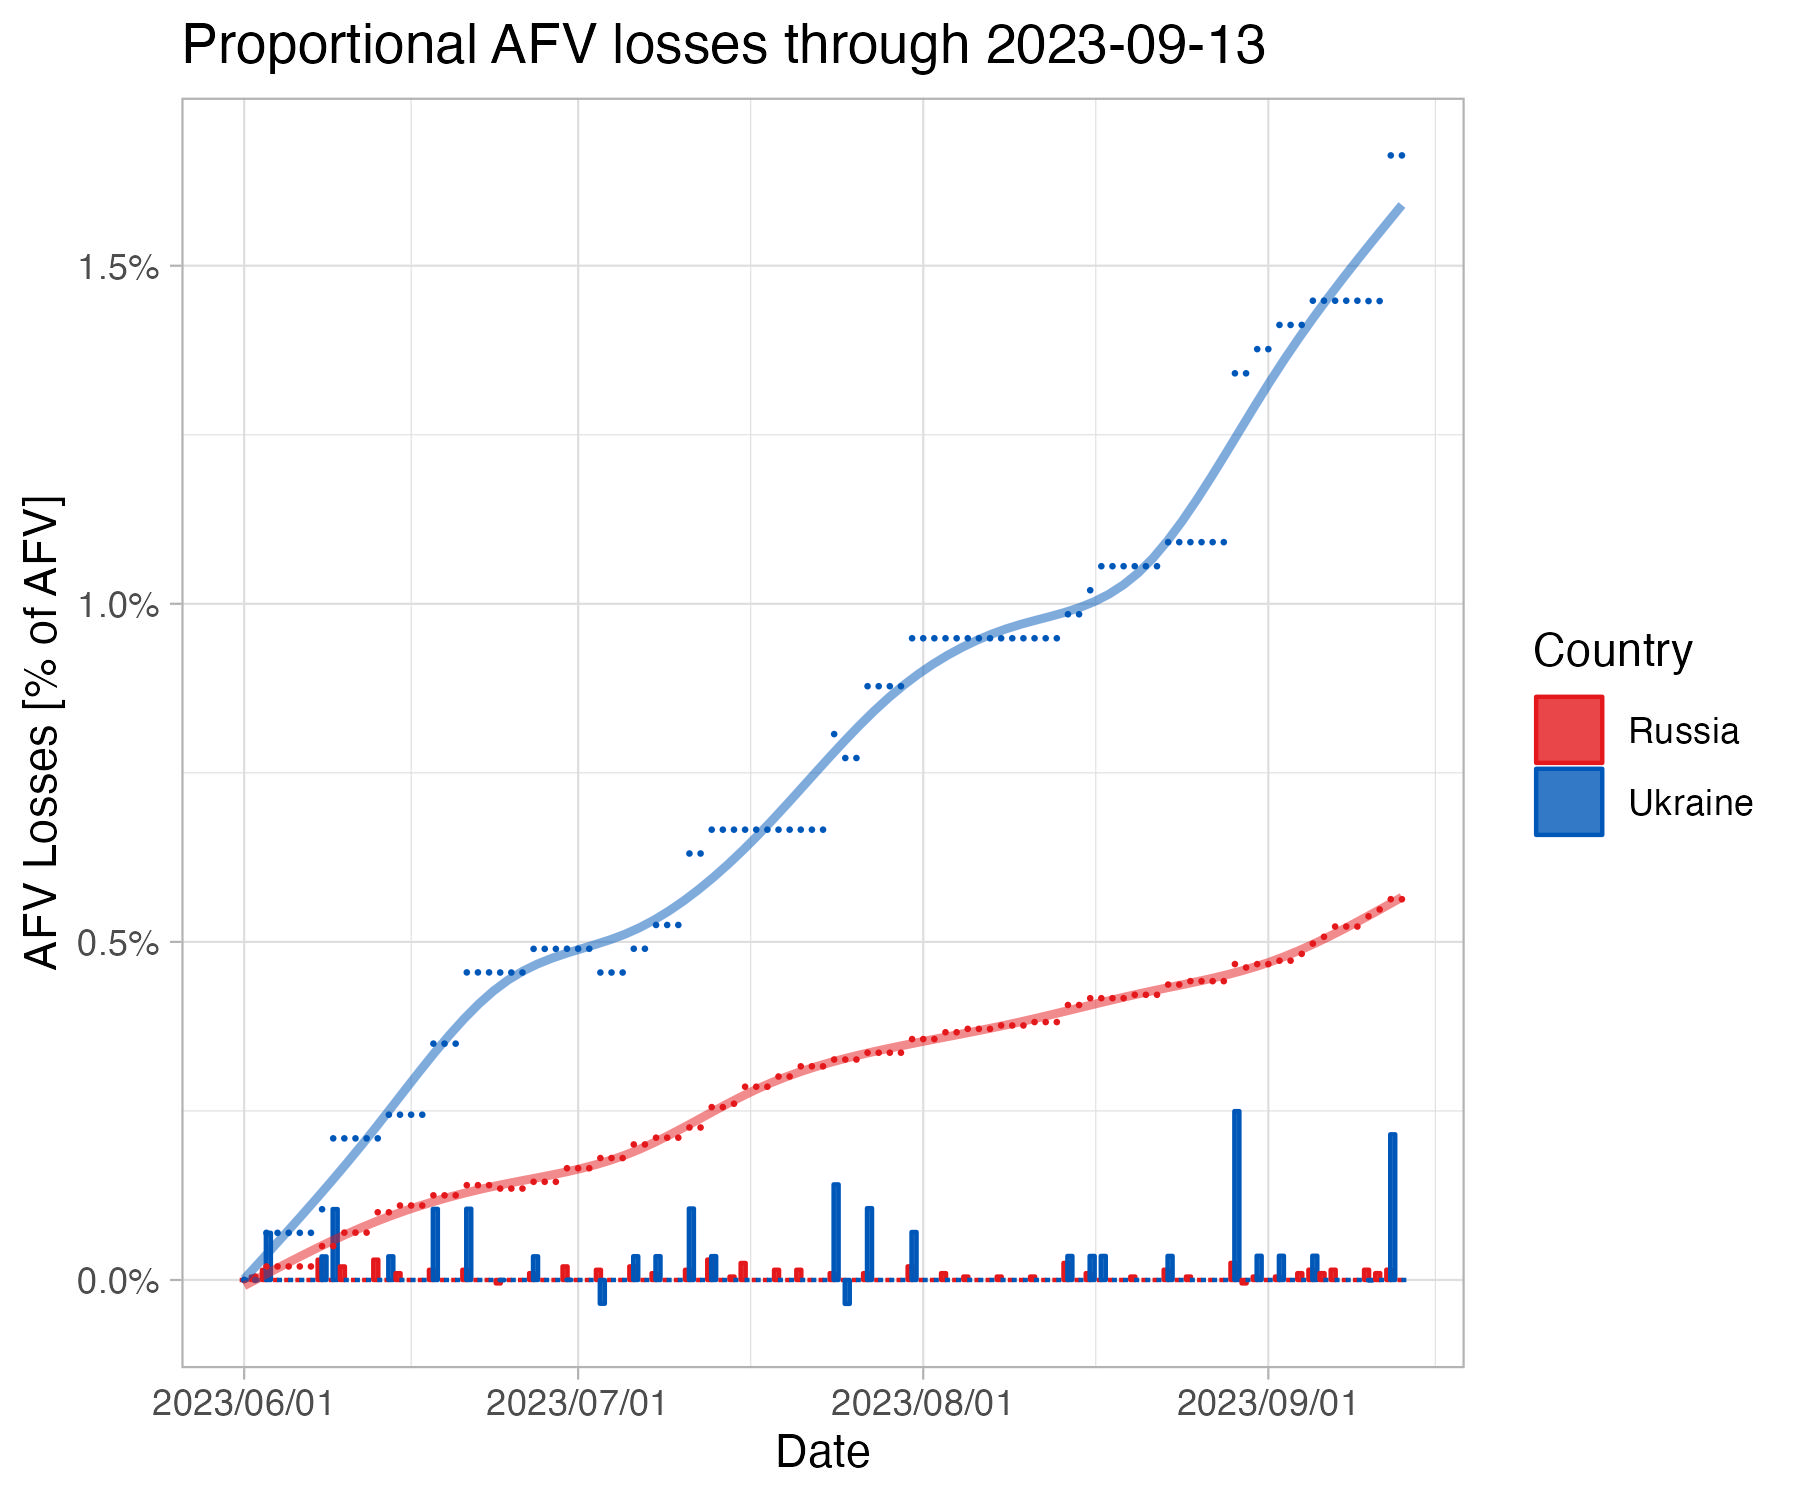 Proportional AFV losses through 2023-09-13
AFV Losses [% of AFV]
1.5%
1.0%
0.5%
0.0%
2023/06/01
2023/07/01
2023/08/01
2023/09/01
Date
Country
Russia
Ukraine